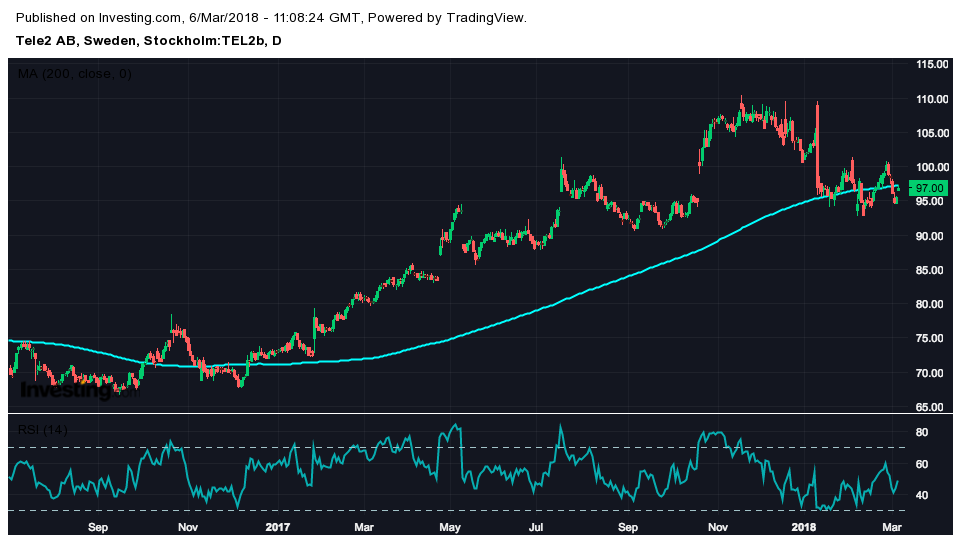 Published on Investing.com, 6/Mar/2018 - 11:08:24 GMT, Powered by TradingView.
Tele2 AB, Sweden, Stockholm:TEL2b, D
MA (200, close, 0)
115.00
110.00
105.00
100.00
97.00
95.00
90.00
85.00
80.00
75.00
70.00
65.00
Investing.com
RSI (14)
80
60
40
Sep Nov 2017 Mar May Jul Sep Nov 2018 Mar